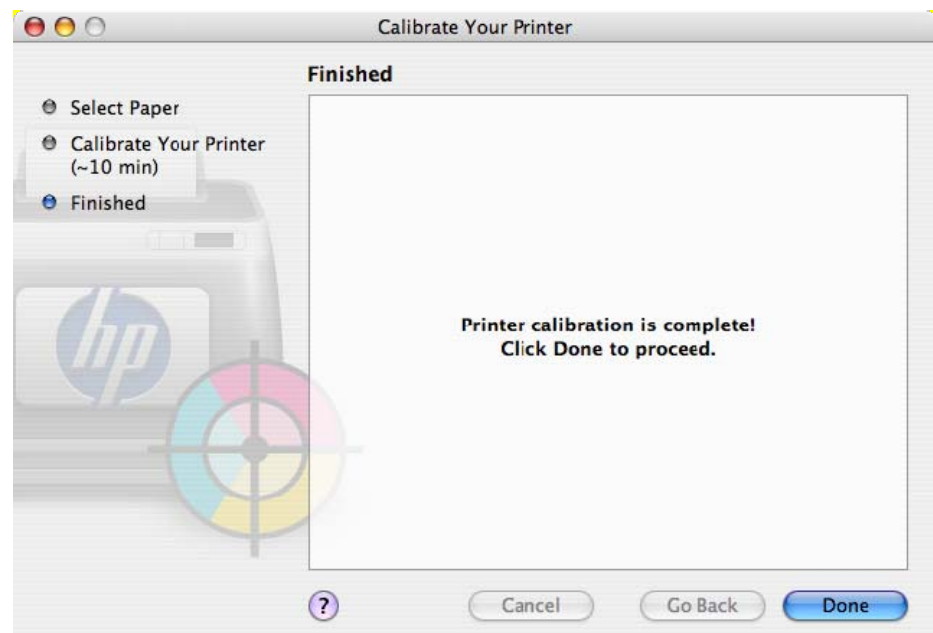 Calibrate Your Printer
Finished
Select Paper
Calibrate Your Printer
(~10 min)
Finished
hp
Printer calibration is complete!
Click Done to proceed.
?
Cancel
Go Back
Done